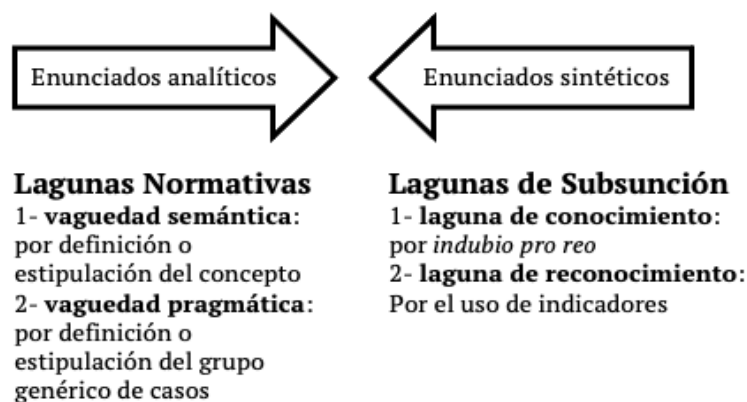 Enunciados analíticos
Enunciados sintéticos
Lagunas Normativas
1- vaguedad semántica:
por definición o
estipulación del concepto
2- vaguedad pragmática:
por definición o
estipulación del grupo
genérico de casos
Lagunas de Subsunción
1- laguna de conocimiento:
por indubio pro reo
2- laguna de reconocimiento:
Por el uso de indicadores